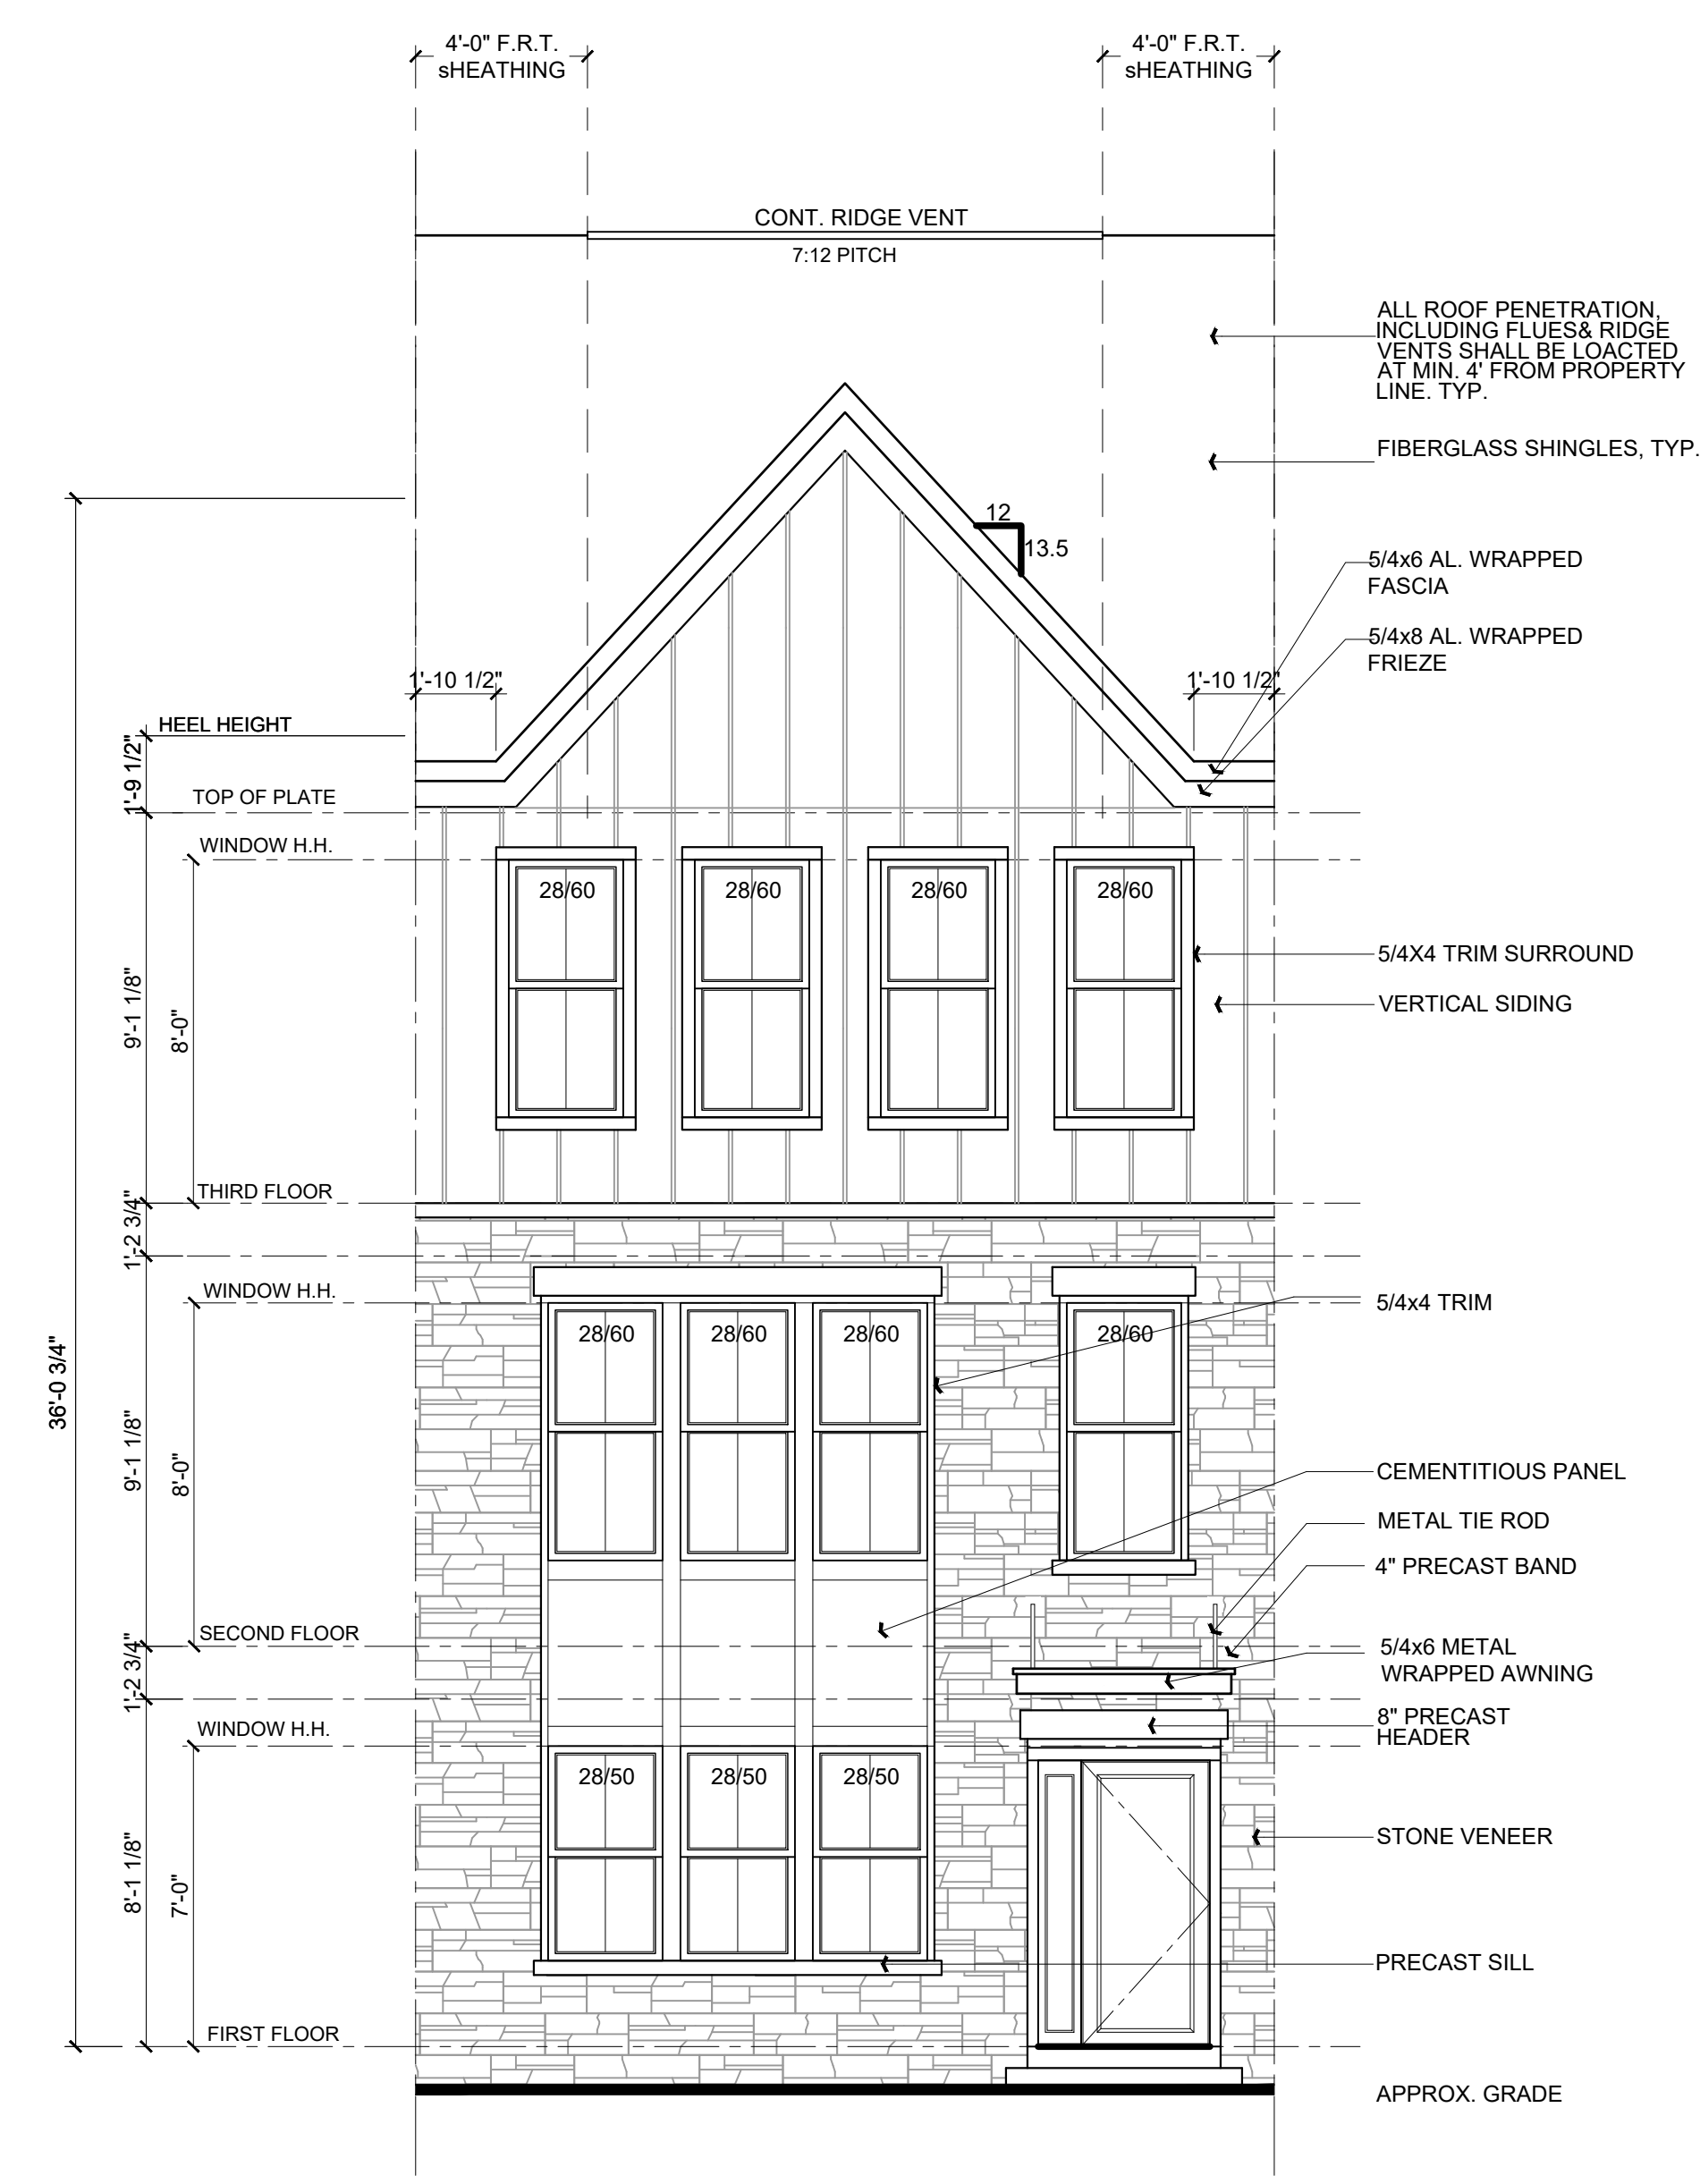 4'-0" F.R.T.
sHEATHING
4'-0" F.R.T.
sHEATHING
CONT. RIDGE VENT
7:12 PITCH
ALL ROOF PENETRATION,
INCLUDING FLUES& RIDGE
VENTS SHALL BE LOACTED
AT MIN. 4' FROM PROPERTY
LINE. TYP.
FIBERGLASS SHINGLES, TYP.
12
13.5
5/4x6 AL. WRAPPED
FASCIA
5/4x8 AL. WRAPPED
FRIEZE
1'-10 1/2"
1'-10 1/2"
HEEL HEIGHT
1'-9 1/2"
TOP OF PLATE
WINDOW H.H.
28/60
28/60
28/60
28/60
5/4X4 TRIM SURROUND
VERTICAL SIDING
9'-1 1/8"
8'-0"
THIRD FLOOR
1'-2 3/4"
WINDOW H.H.
5/4x4 TRIM
28/60
28/60
28/60
28/60
36'-0 3/4"
9'-1 1/8"
8'-0"
CEMENTITIOUS PANEL
METAL TIE ROD
4" PRECAST BAND
SECOND FLOOR
1'-2 3/4"
5/4x6 METAL
WRAPPED AWNING
WINDOW H.H.
8" PRECAST
HEADER
28/50
28/50
28/50
STONE VENEER
8'-1 1/8"
7'-0"
PRECAST SILL
FIRST FLOOR
APPROX. GRADE